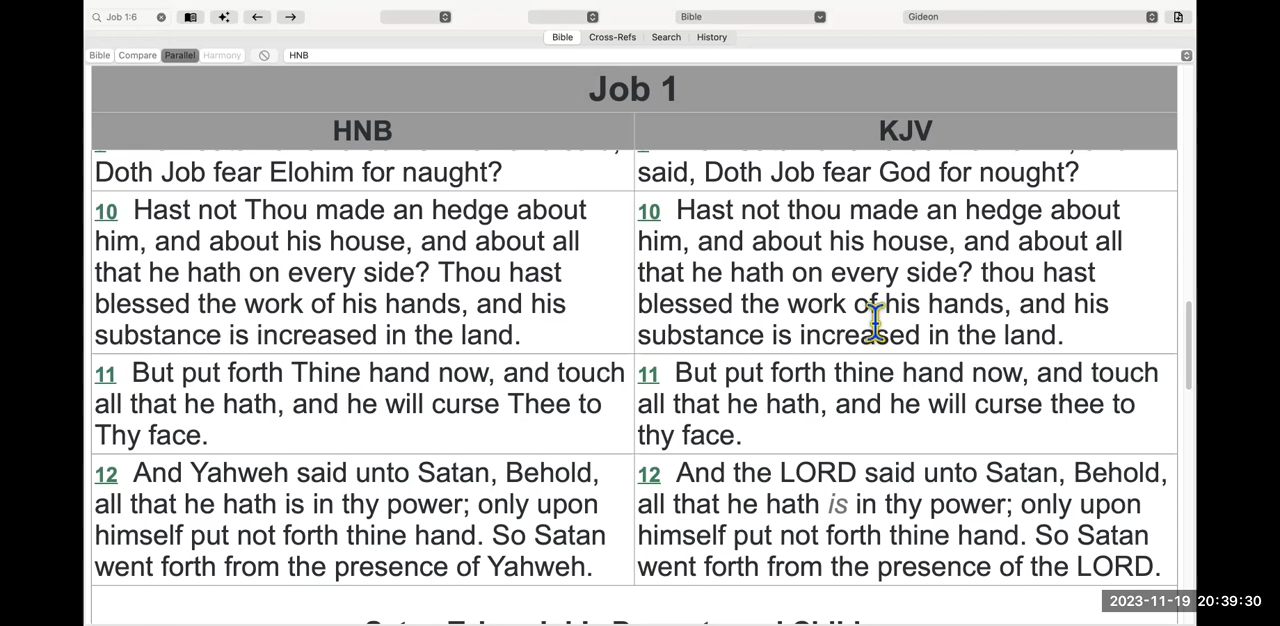 Job 1:6
Bible
Gideon
Bible Cross-Refs Search History
Bible Compare Parallel Harmony HNB
Job 1
HNB
Doth Job fear Elohim for naught?
10 Hast not Thou made an hedge about
him, and about his house, and about all
that he hath on every side? Thou hast
blessed the work of his hands, and his
substance is increased in the land.
11 But put forth Thine hand now, and touch
all that he hath, and he will curse Thee to
Thy face.
12 And Yahweh said unto Satan, Behold,
all that he hath is in thy power; only upon
himself put not forth thine hand. So Satan
went forth from the presence of Yahweh.
KJV
said, Doth Job fear God for nought?
10 Hast not thou made an hedge about
him, and about his house, and about all
that he hath on every side? thou hast
blessed the work of his hands, and his
substance is increased in the land.
11 But put forth thine hand now, and touch
all that he hath, and he will curse thee to
thy face.
12 And the LORD said unto Satan, Behold,
all that he hath is in thy power; only upon
himself put not forth thine hand. So Satan
went forth from the presence of the LORD.
2023-11-19 20:39:30